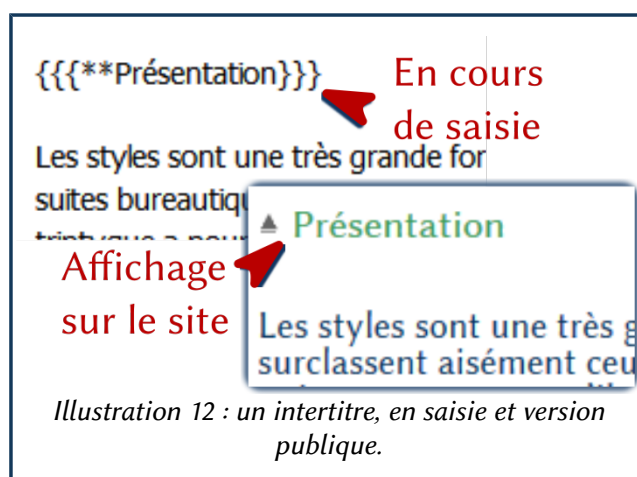 {{{**Présentation}}}
En cours
de saisie
Les styles sont une très grande for
suites bureautiqu
Présentation
Affichage
sur le site
Les styles sont une très g
surclassent aisément ceu
Illustration 12 : un intertitre, en saisie et version
publique.